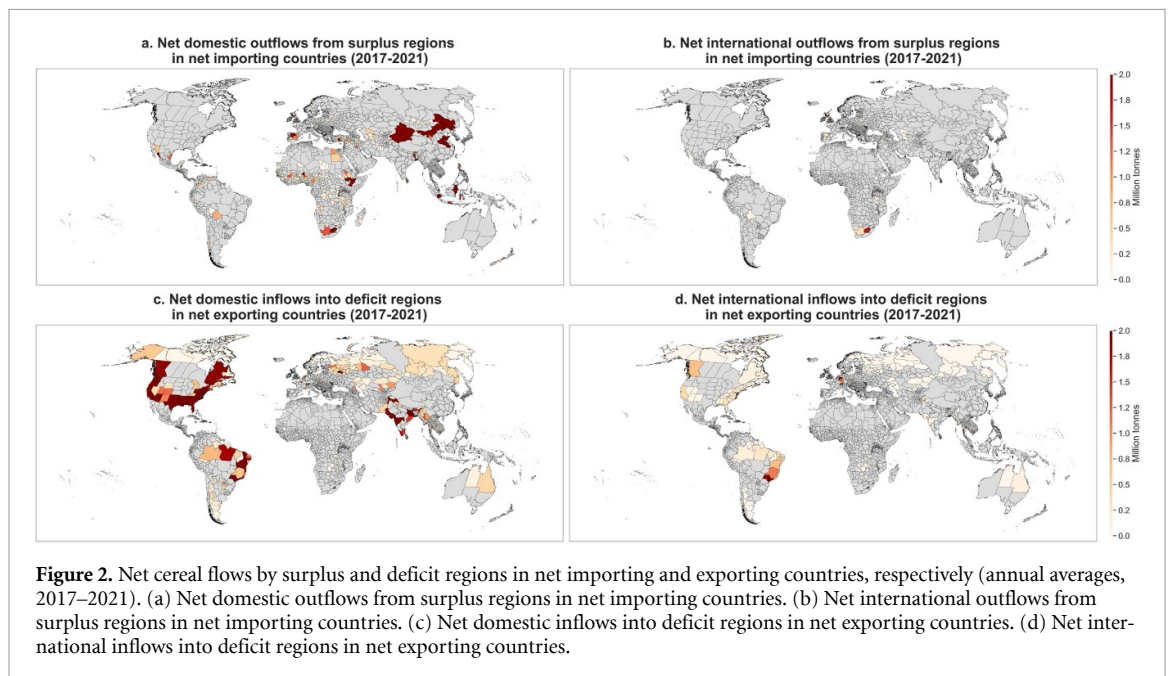 a. Net domestic outflows from surplus regions
in net importing countries (2017-2021)
b. Net international outflows from surplus regions
in net importing countries (2017-2021)
2.0
1.8
1.5
1.2
1.0
0.8
0.5
0.2
0.0
Million tonnes
c. Net domestic inflows into deficit regions
in net exporting countries (2017-2021)
d. Net international inflows into deficit regions
in net exporting countries (2017-2021)
2.0
1.8
1.5
1.2
1.0
0.8
0.5
0.2
0.0
Million tonnes
Figure 2. Net cereal flows by surplus and deficit regions in net importing and exporting countries, respectively (annual averages,
2017–2021). (a) Net domestic outflows from surplus regions in net importing countries. (b) Net international outflows from
surplus regions in net importing countries. (c) Net domestic inflows into deficit regions in net exporting countries. (d) Net inter-
national inflows into deficit regions in net exporting countries.